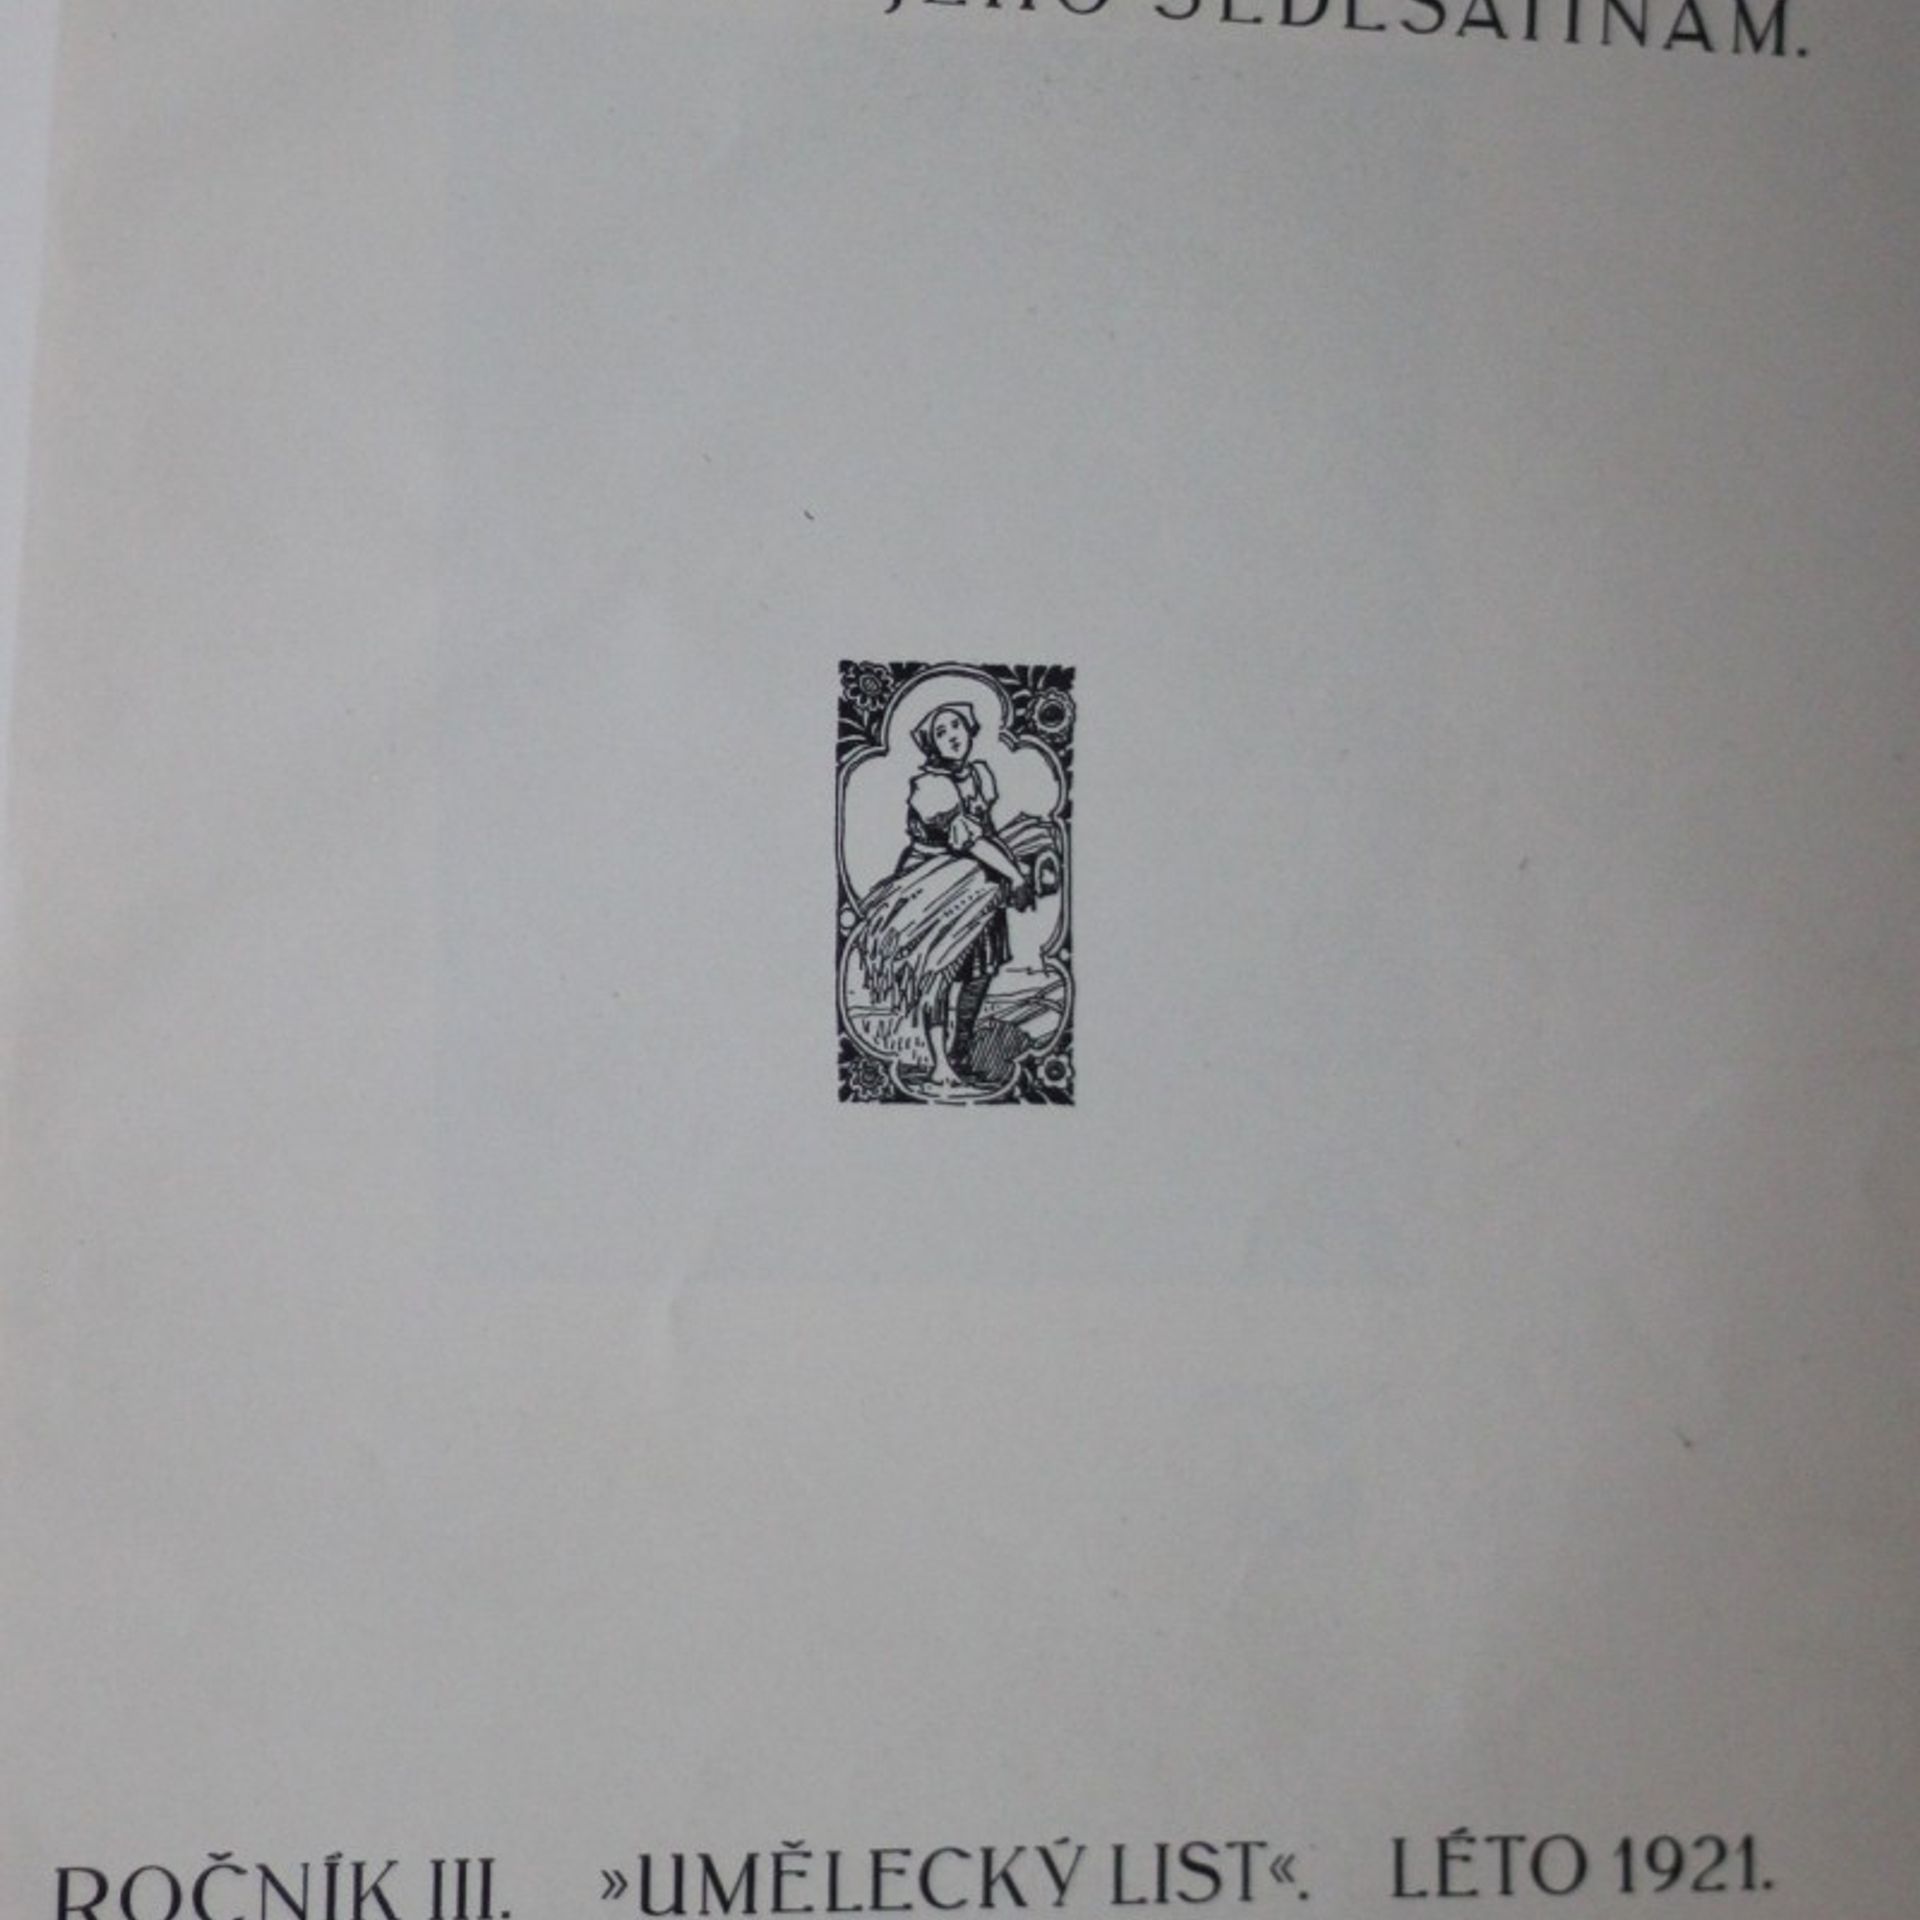 JEHO ŠEDESÁTINÁM.
ROČNÍK III. »UMĚLECKÝ LIST«. LÉTO 1921.